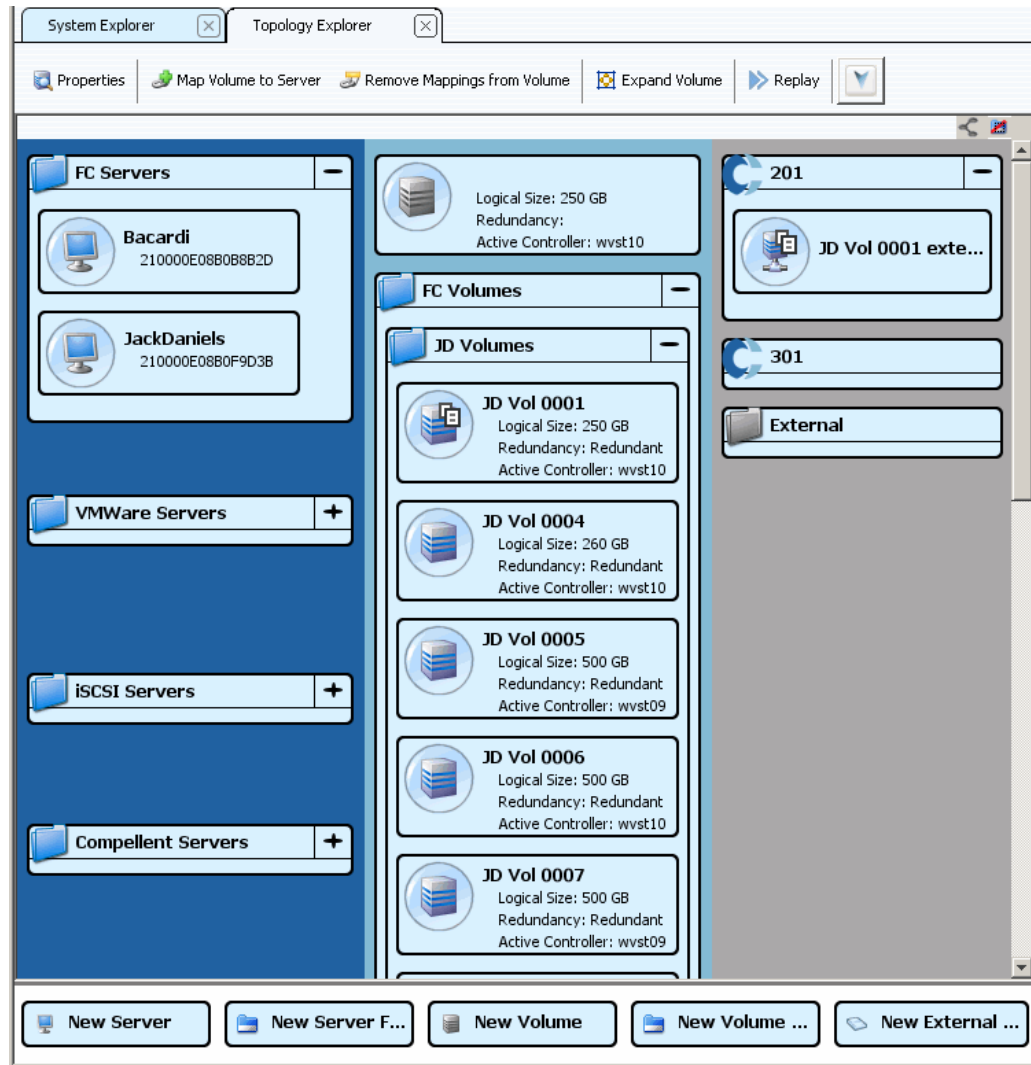 System Explorer
Topology Explorer
Properties
Map Volume to Server
Remove Mappings from Volume
Expand Volume
Replay
FC Servers
Bacardi
210000E08B0B8B2D
JackDaniels
210000E08B0F9D3B
VMWare Servers
iSCSI Servers
Compellent Servers
Logical Size: 250 GB
Redundancy:
Active Controller: wvst10
FC Volumes
JD Volumes
JD Vol 0001
Logical Size: 250 GB
Redundancy: Redundant
Active Controller: wvst10
JD Vol 0004
Logical Size: 260 GB
Redundancy: Redundant
Active Controller: wvst10
JD Vol 0005
Logical Size: 500 GB
Redundancy: Redundant
Active Controller: wvst09
JD Vol 0006
Logical Size: 500 GB
Redundancy: Redundant
Active Controller: wvst10
JD Vol 0007
Logical Size: 500 GB
Redundancy: Redundant
Active Controller: wvst09
201
JD Vol 0001 exte...
301
External
New Server
New Server F...
New Volume
New Volume ...
New External ...